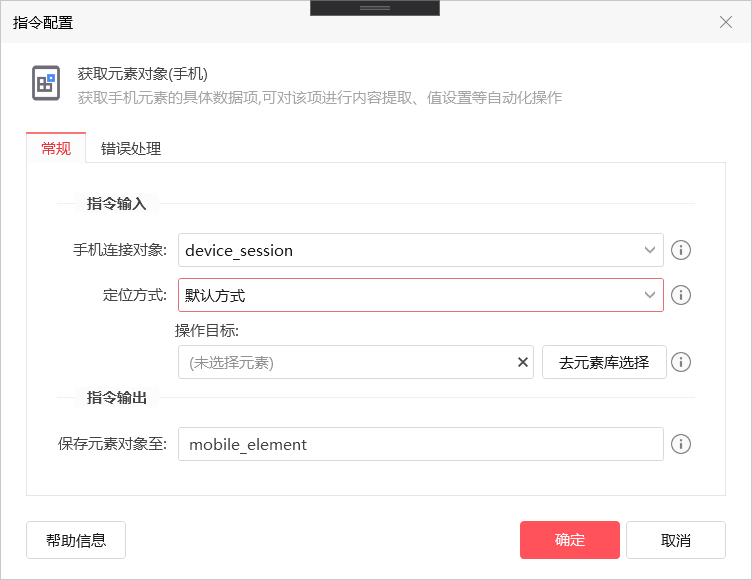 指令配置
获取元素对象(手机)
获取手机元素的具体数据项,可对该项进行内容提取、值设置等自动化操作
常规 错误处理
指令输入
手机连接对象: device_session
定位方式: 默认方式
操作目标:
(未选择元素) 去元素库选择
指令输出
保存元素对象至: mobile_element
帮助信息 确定 取消